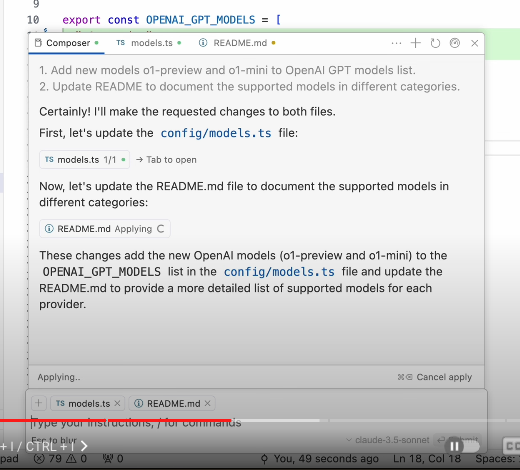 9
10 export const OPENAI_GPT_MODELS = [
Composer TS models.ts README.md
1. Add new models o1-preview and o1-mini to OpenAI GPT models list.
2. Update README to document the supported models in different categories.
Certainly! I'll make the requested changes to both files.
First, let's update the config/models.ts file:
TS models.ts 1/1 → Tab to open
Now, let's update the README.md file to document the supported models in
different categories:
README.md Applying
These changes add the new OpenAI models (o1-preview and o1-mini) to the
OPENAI_GPT_MODELS list in the config/models.ts file and update the
README.md to provide a more detailed list of supported models for each
provider.
Applying.. Cancel apply
+ TS models.ts × README.md ×
Type your instructions, / for commands
+I/CTRL+I
Esc to blur claude-3.5-sonnet
pad 79 0 0 You, 49 seconds ago Ln 18, Col 18 Spaces: